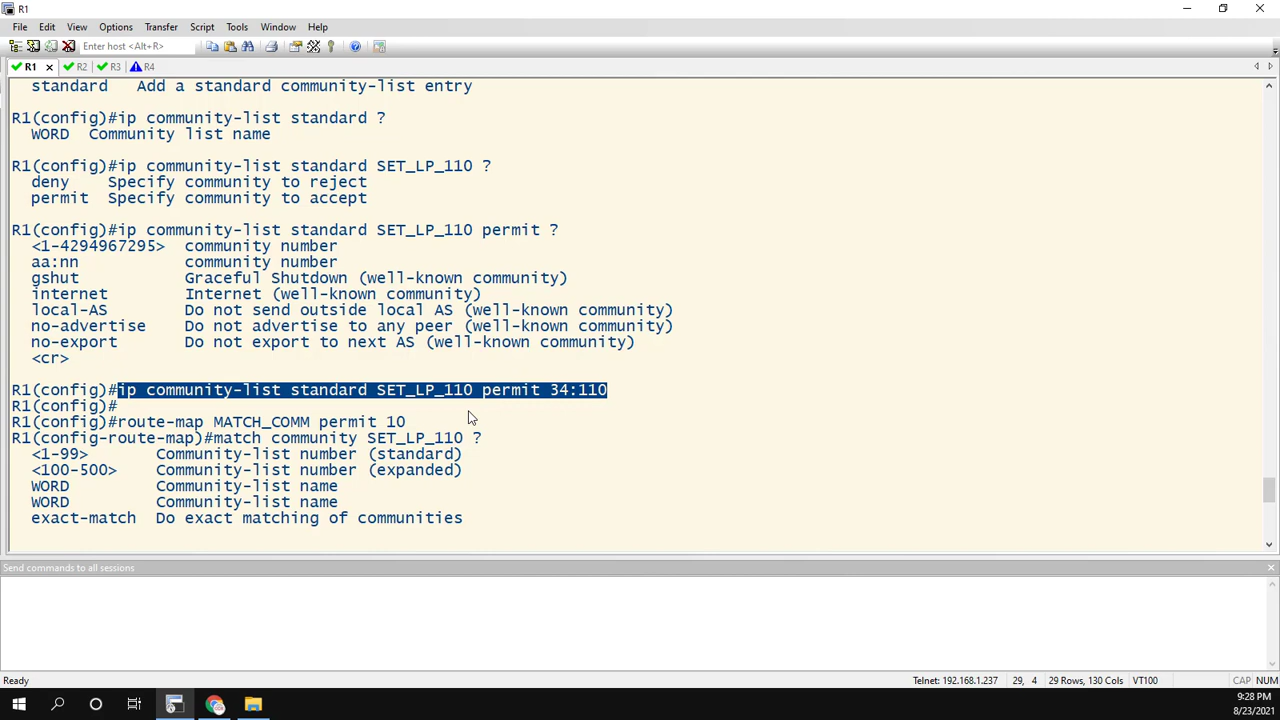 R1
File Edit View Options Transfer Script Tools Window Help
Enter host <Alt+R>
R1 R2 R3 R4
standard Add a standard community-list entry
R1(config)#ip community-list standard ?
WORD Community list name
R1(config)#ip community-list standard SET_LP_110 ?
deny Specify community to reject
permit Specify community to accept
R1(config)#ip community-list standard SET_LP_110 permit ?
<1-4294967295> community number
aa:nn community number
gshut Graceful Shutdown (well-known community)
internet Internet (well-known community)
local-AS Do not send outside local AS (well-known community)
no-advertise Do not advertise to any peer (well-known community)
no-export Do not export to next AS (well-known community)
<cr>
R1(config)#ip community-list standard SET_LP_110 permit 34:110
R1(config)#
R1(config)#route-map MATCH_COMM permit 10
R1(config-route-map)#match community SET_LP_110 ?
<1-99> Community-list number (standard)
<100-500> Community-list number (expanded)
WORD Community-list name
WORD Community-list name
exact-match Do exact matching of communities
Send commands to all sessions
Ready Telnet: 192.168.1.237 29, 4 29 Rows, 130 Cols VT100 CAP NUM
9:28 PM
8/23/2021